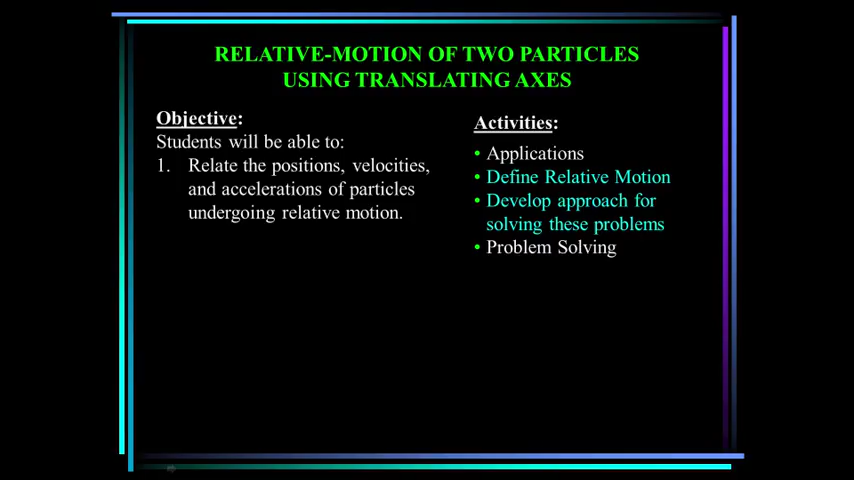 RELATIVE-MOTION OF TWO PARTICLES
USING TRANSLATING AXES
Objective:
Students will be able to:
1. Relate the positions, velocities,
and accelerations of particles
undergoing relative motion.
Activities:
• Applications
• Define Relative Motion
• Develop approach for
solving these problems
• Problem Solving